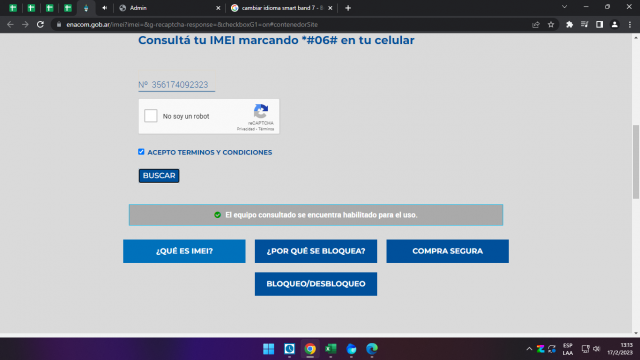 Admin
cambiar idioma smart band 7 - B
enacom.gob.ar/imei?imei=&g-recaptcha-response=&checkboxG1=on#contenedorSite
Consultá tu IMEI marcando *#06# en tu celular
Nº 356174092323
No soy un robot
reCAPTCHA
Privacidad - Términos
ACEPTO TERMINOS Y CONDICIONES
BUSCAR
El equipo consultado se encuentra habilitado para el uso.
¿QUÉ ES IMEI?
¿POR QUÉ SE BLOQUEA?
COMPRA SEGURA
BLOQUEO/DESBLOQUEO
ESP
LAA
13:13
17/2/2023